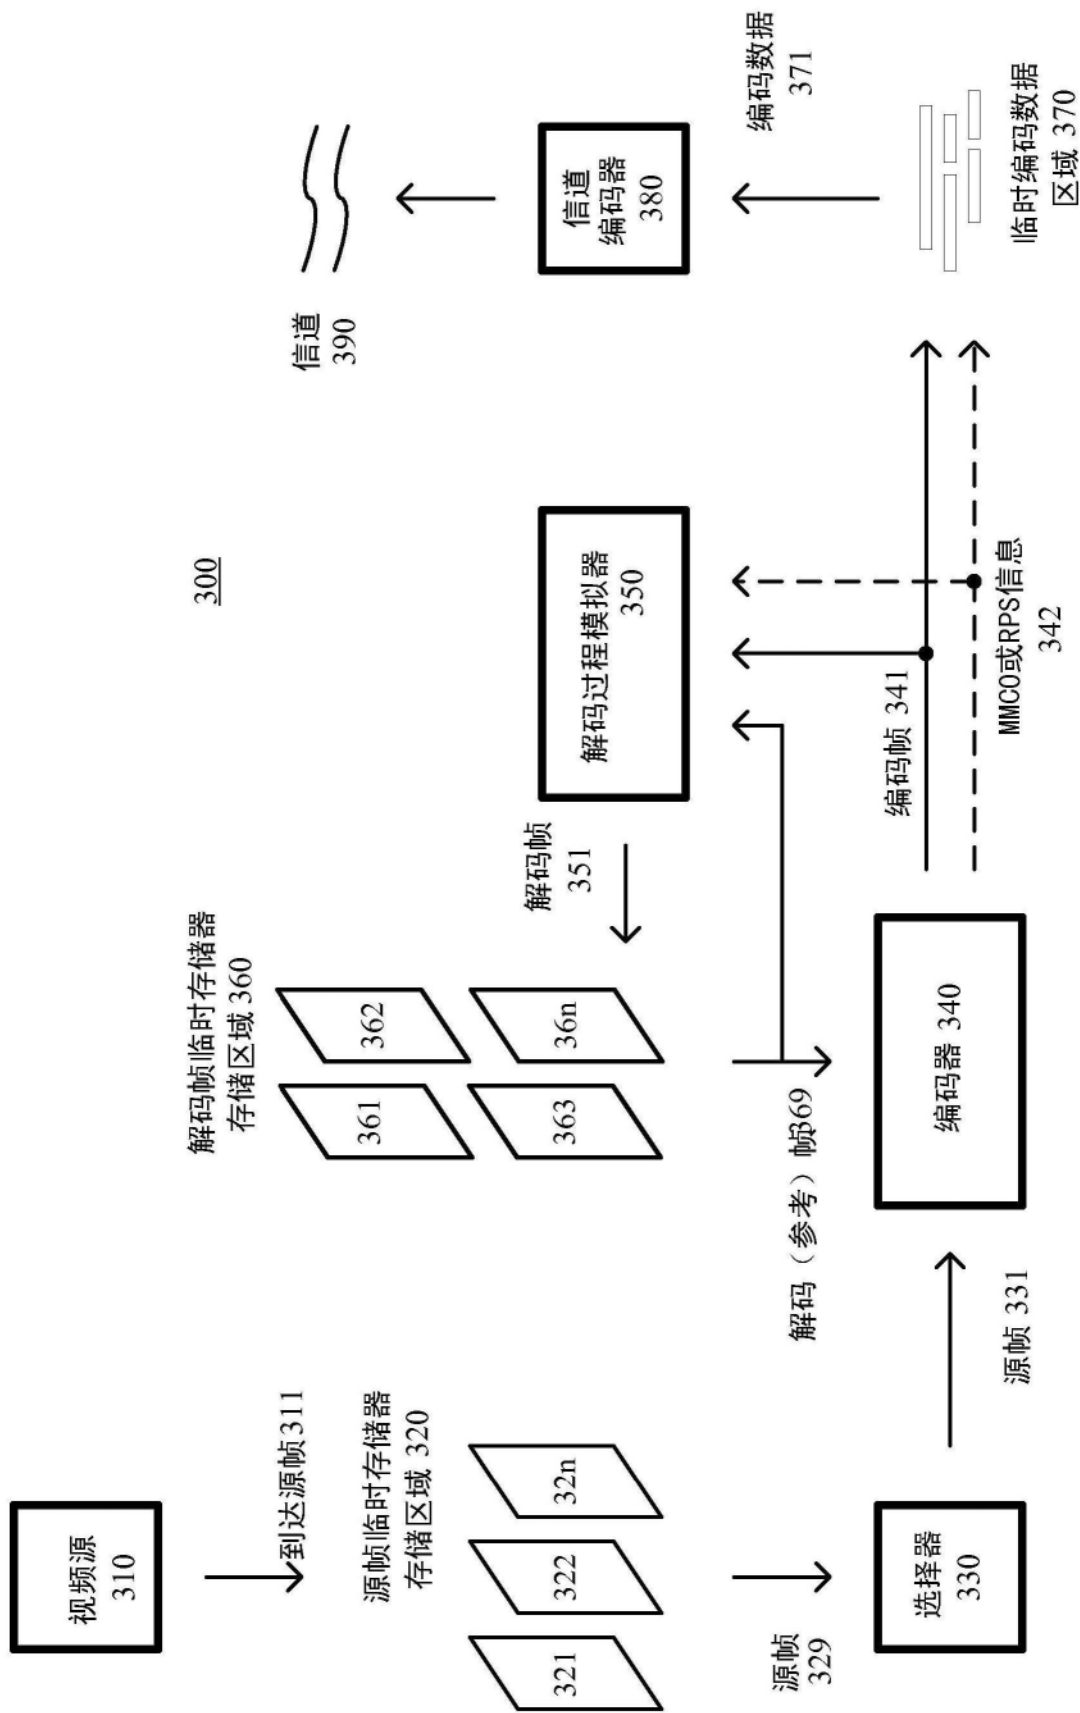 300
视频源
310
到达源帧311
源帧临时存储器
存储区域 320
321
322
32n
源帧
329
选择器
330
源帧 331
解码帧临时存储器
存储区域 360
361
362
363
36n
解码（参考）帧369
编码器 340
解码帧
351
解码过程模拟器
350
编码帧 341
MMCO或RPS信息
342
信道
390
信道
编码器
380
编码数据
371
临时编码数据
区域 370